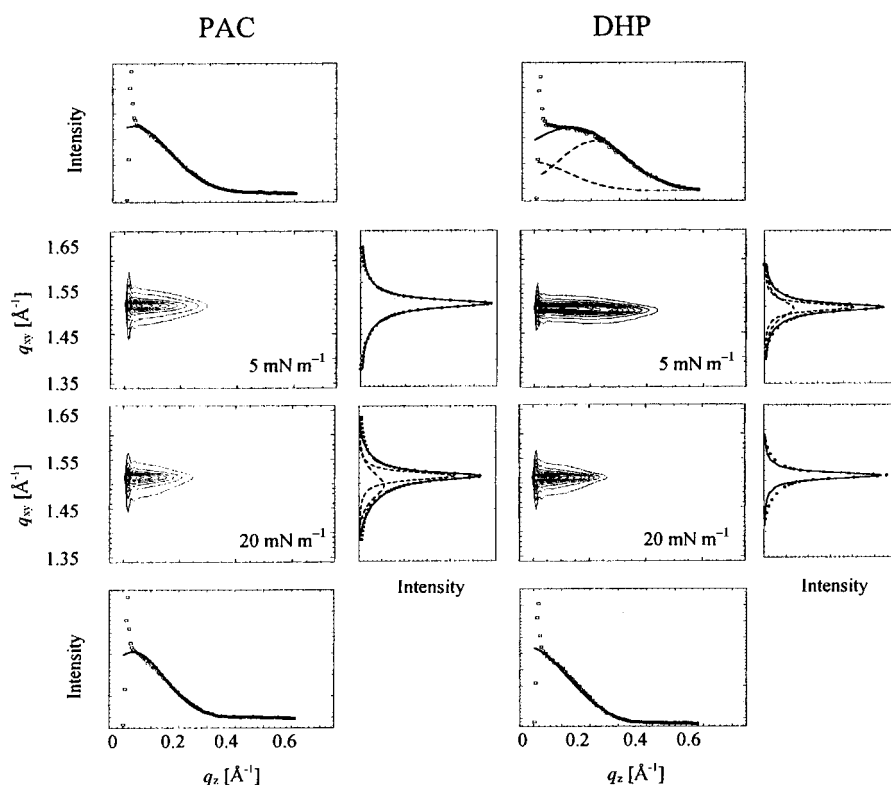 PAC DHP
Intensity
1.65
1.55
1.45
1.35
q_xy [Å⁻¹]
5 mN m⁻¹
5 mN m⁻¹
1.65
1.55
1.45
1.35
q_xy [Å⁻¹]
20 mN m⁻¹
20 mN m⁻¹
Intensity Intensity
Intensity
0 0.2 0.4 0.6
0 0.2 0.4 0.6
q_z [Å⁻¹] q_z [Å⁻¹]
Intensity
Intensity